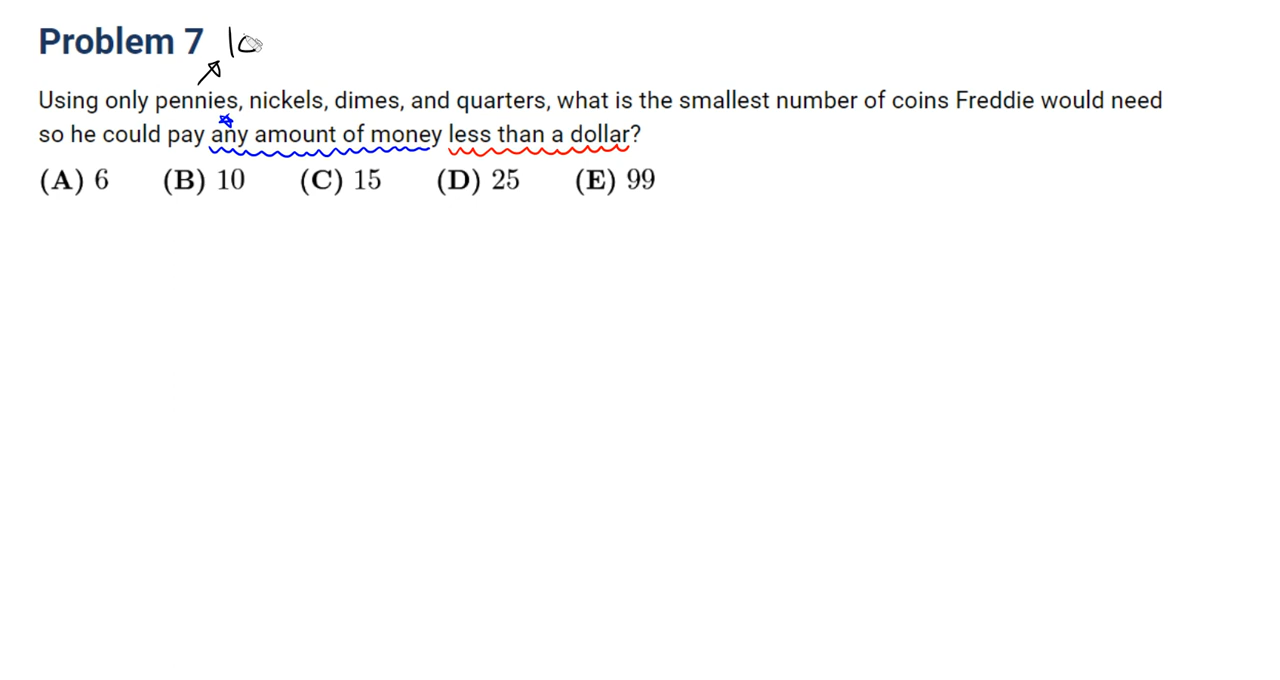 Problem 7 1c
Using only pennies, nickels, dimes, and quarters, what is the smallest number of coins Freddie would need
so he could pay any amount of money less than a dollar?
(A) 6 (B) 10 (C) 15 (D) 25 (E) 99